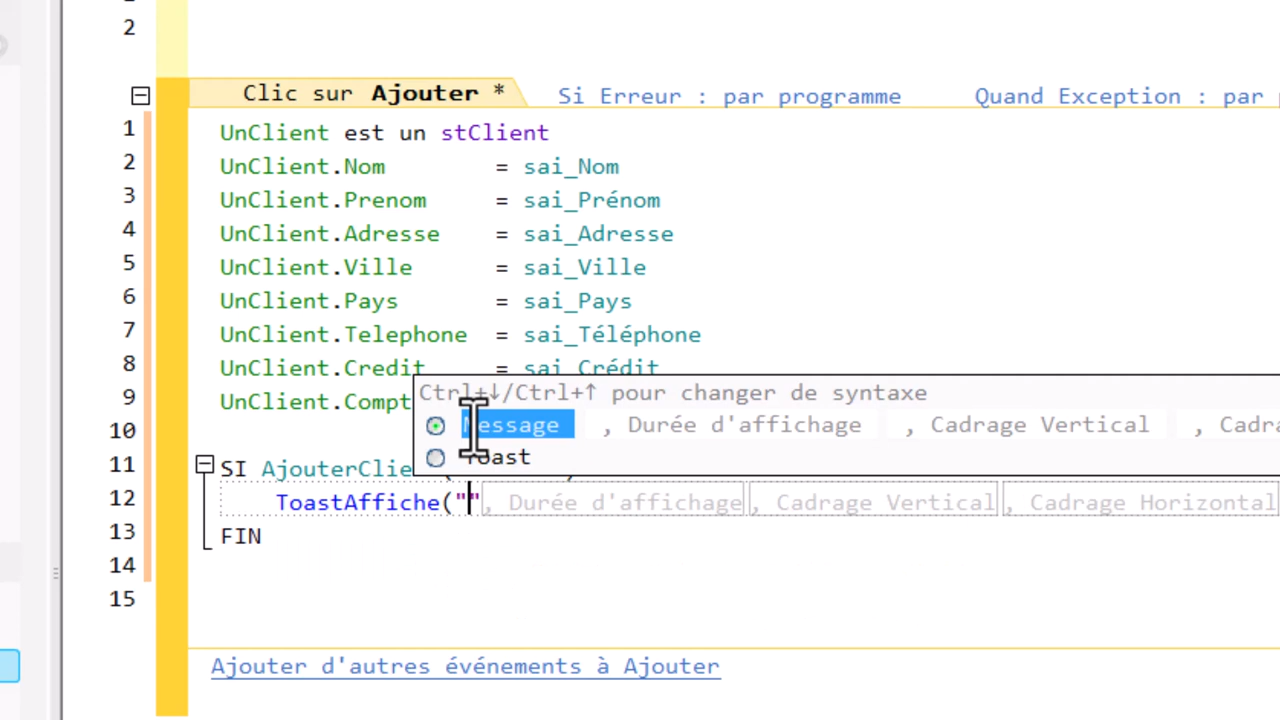 2
Clic sur Ajouter * Si Erreur : par programme Quand Exception : par
1 UnClient est un stClient
2 UnClient.Nom = sai_Nom
3 UnClient.Prenom = sai_Prénom
4 UnClient.Adresse = sai_Adresse
5 UnClient.Ville = sai_Ville
6 UnClient.Pays = sai_Pays
7 UnClient.Telephone = sai_Téléphone
8 UnClient.Credit = sai_Crédit
Ctrl+↓/Ctrl+↑ pour changer de syntaxe
9 UnClient.Compt
Message , Durée d'affichage , Cadrage Vertical , Cadra
10
Toast
11 SI AjouterClie
12 ToastAffiche("", Durée d'affichage, Cadrage Vertical, Cadrage Horizontal
13 FIN
14
15
Ajouter d'autres événements à Ajouter